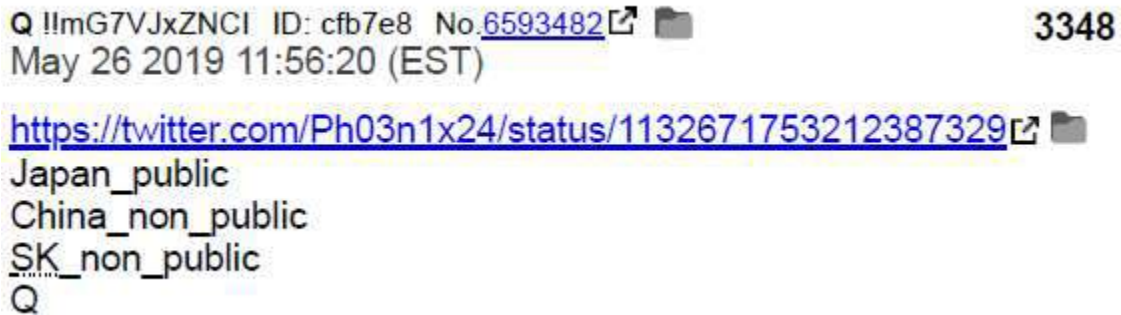 Q !!mG7VJxZNCI ID: cfb7e8 No.6593482 3348
May 26 2019 11:56:20 (EST)
https://twitter.com/Ph03n1x24/status/1132671753212387329
Japan_public
China_non_public
SK_non_public
Q